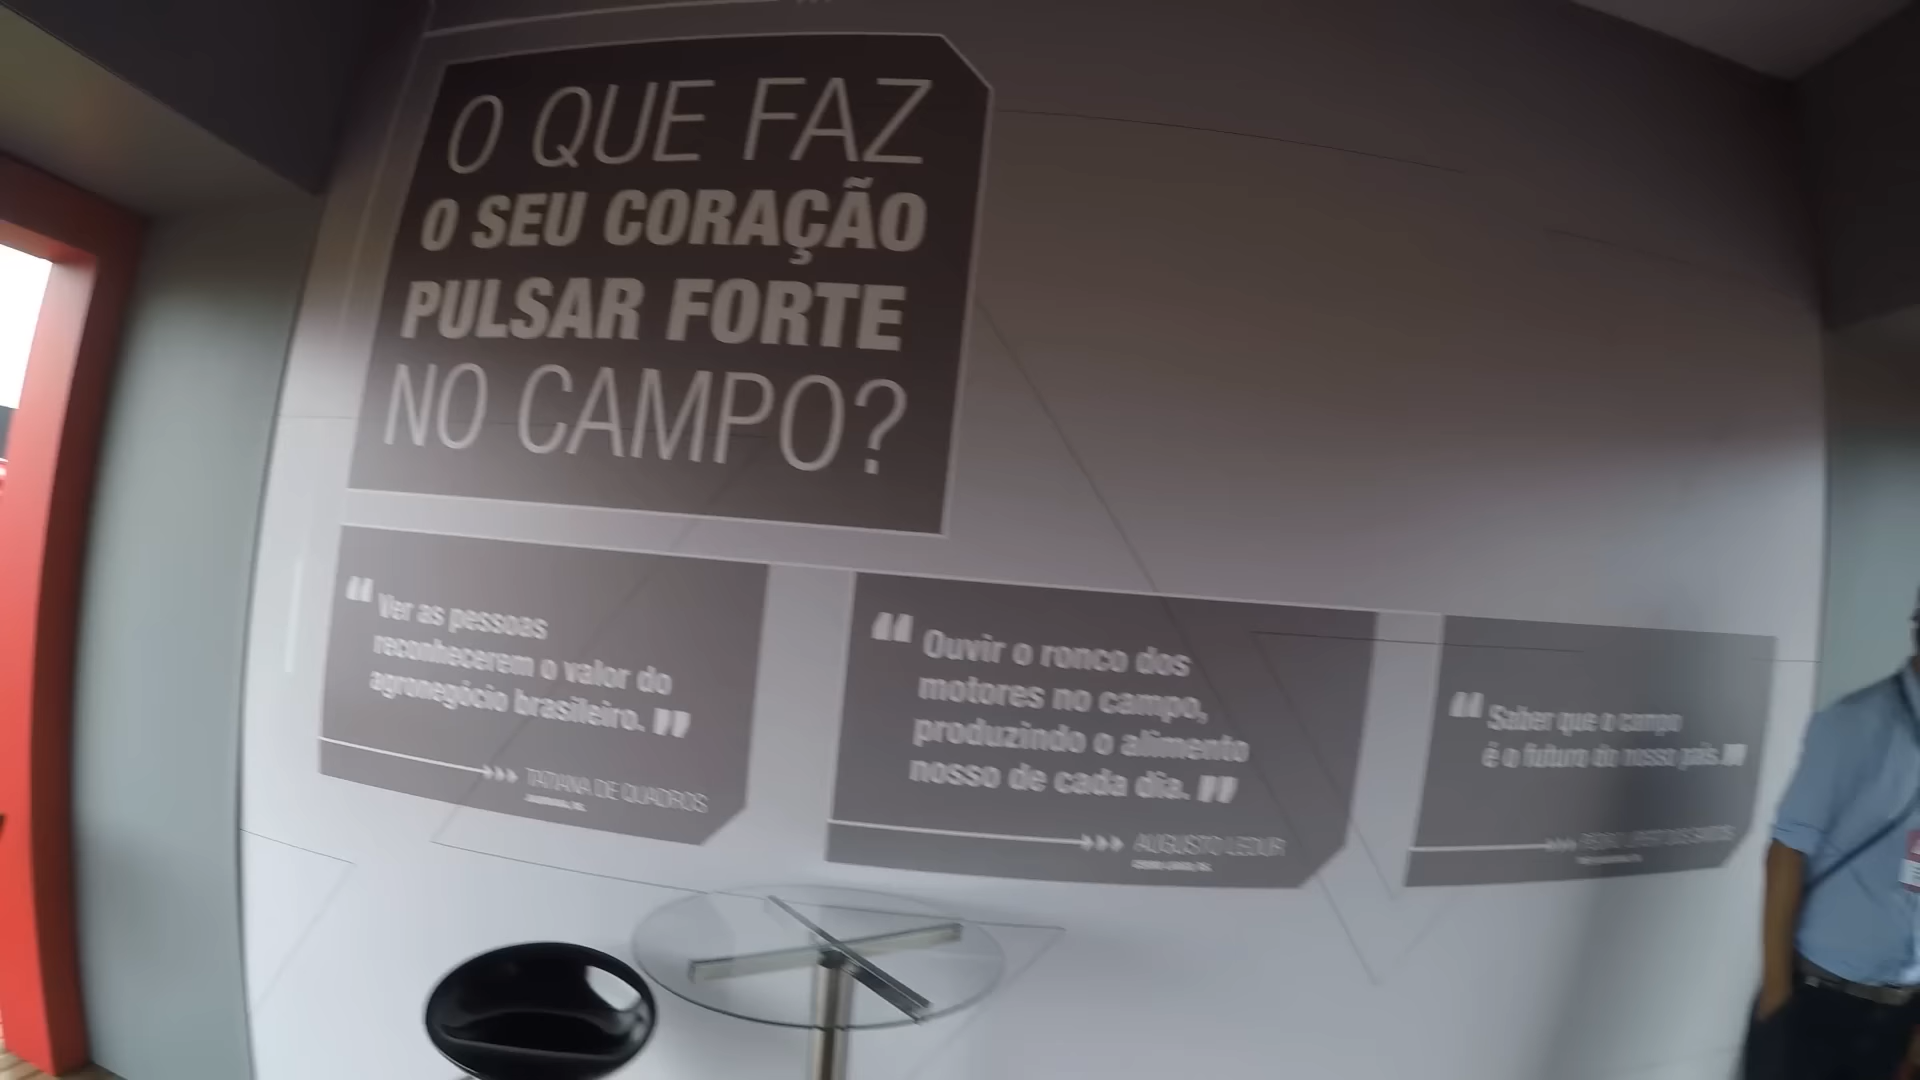 O QUE FAZ
O SEU CORAÇÃO
PULSAR FORTE
NO CAMPO?
“ Ver as pessoas
reconhecerem o valor do
agronegócio brasileiro. ”
TATIANA DE QUADROS
“ Ouvir o ronco dos
motores no campo,
produzindo o alimento
nosso de cada dia. ”
AUGUSTO LEDUR
“ Saber que o campo
é o futuro do nosso país. ”